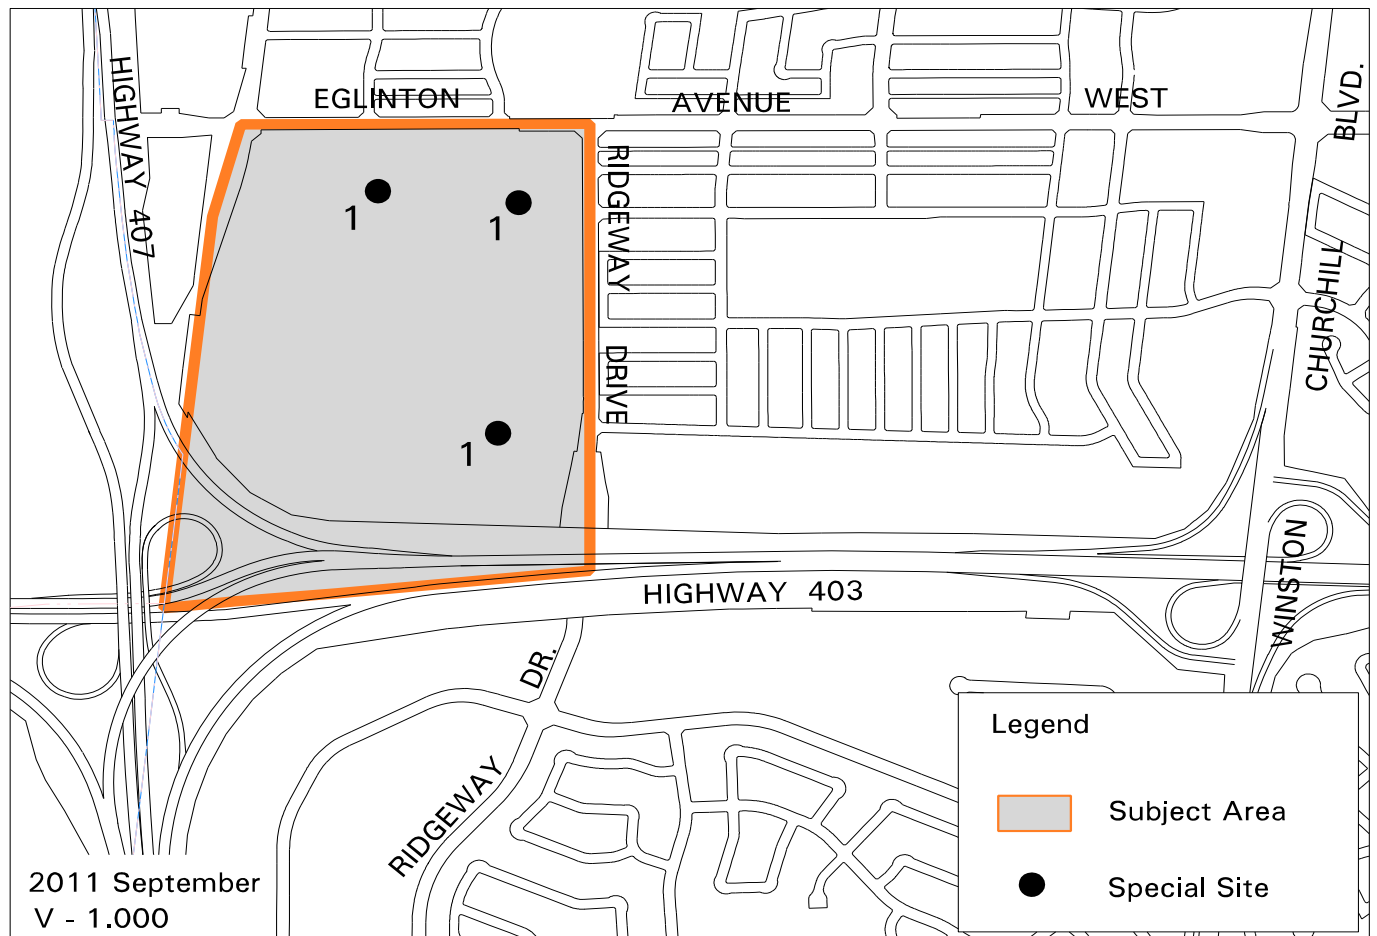 EGLINTON AVENUE WEST
HIGHWAY 407
BLVD.
RIDGEWAY DRIVE
1
1
CHURCHILL
1
WINSTON
HIGHWAY 403
DR.
RIDGEWAY
Legend
Subject Area
Special Site
2011 September
V - 1.000